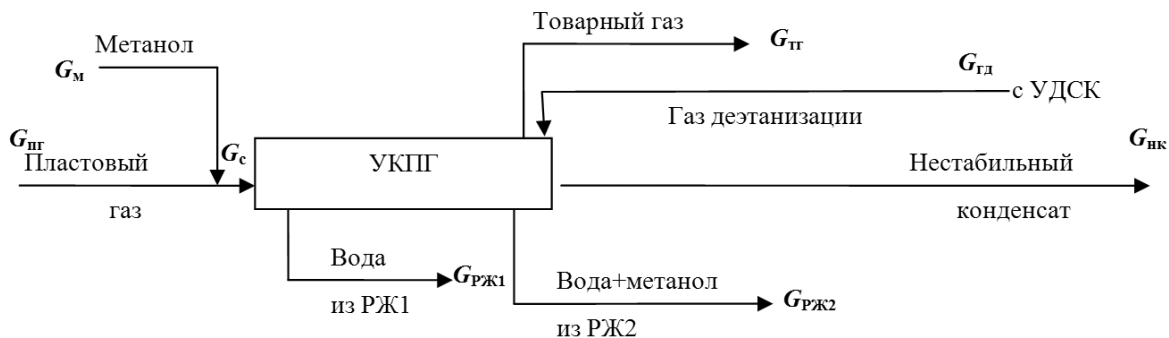 Товарный газ
Gтг
Метанол
Gм
Gгд
с УДСК
Газ деэтанизации
Gпг
Пластовый
газ
Gс
УКПГ
Gнк
Нестабильный
конденсат
Вода
из РЖ1
GРЖ1
Вода+метанол
из РЖ2
GРЖ2